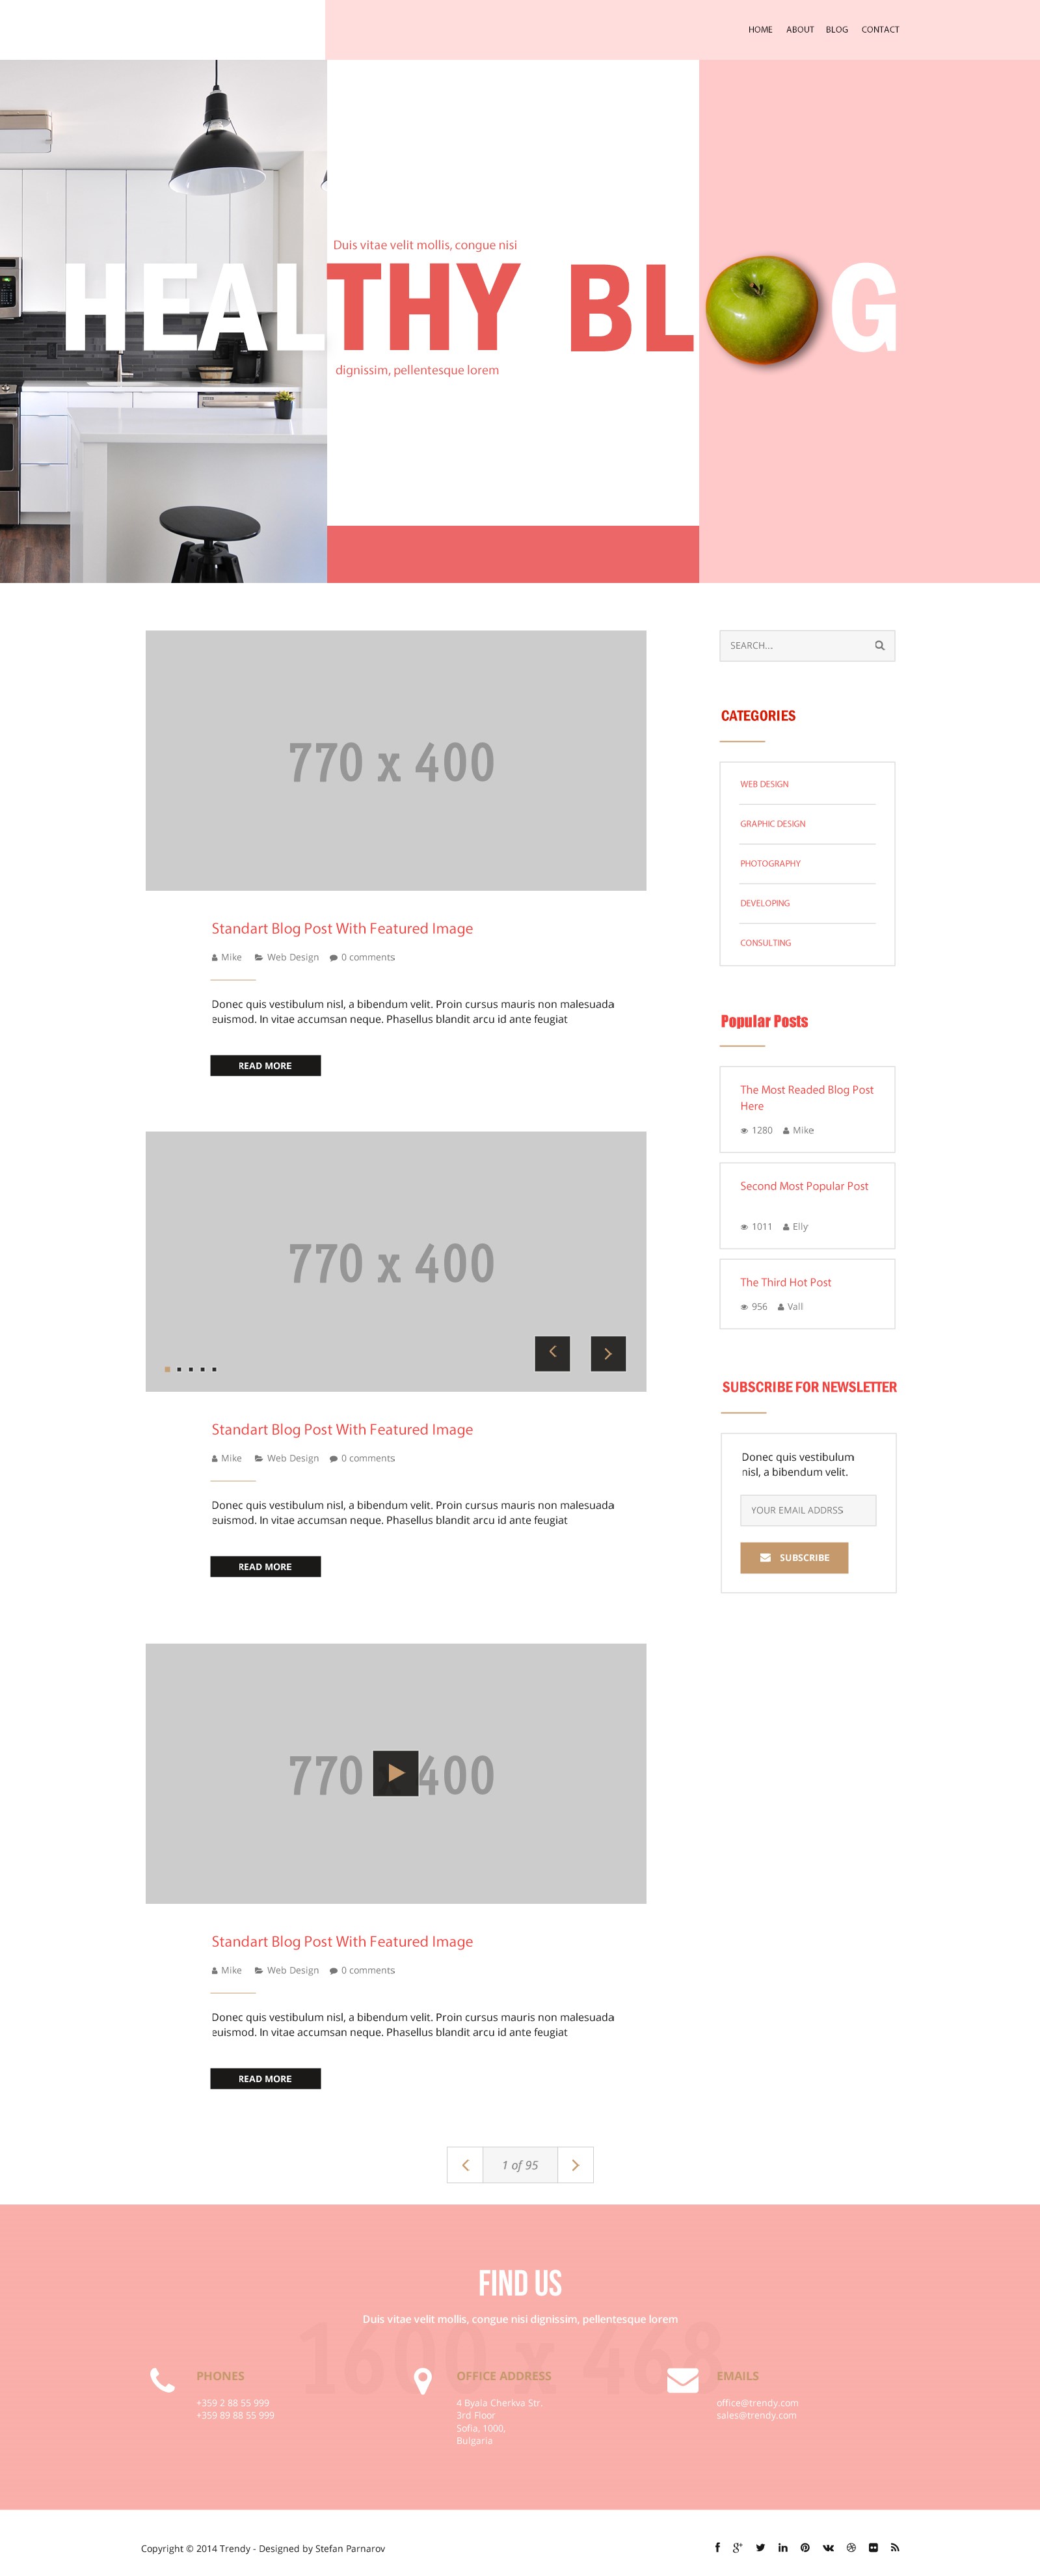 HOME ABOUT BLOG CONTACT
Duis vitae velit mollis, congue nisi
HEALTHY BL G
dignissim, pellentesque lorem
770 x 400
Standart Blog Post With Featured Image
Mike Web Design 0 comments
Donec quis vestibulum nisl, a bibendum velit. Proin cursus mauris non malesuada
euismod. In vitae accumsan neque. Phasellus blandit arcu id ante feugiat
READ MORE
770 x 400
Standart Blog Post With Featured Image
Mike Web Design 0 comments
Donec quis vestibulum nisl, a bibendum velit. Proin cursus mauris non malesuada
euismod. In vitae accumsan neque. Phasellus blandit arcu id ante feugiat
READ MORE
770 x 400
Standart Blog Post With Featured Image
Mike Web Design 0 comments
Donec quis vestibulum nisl, a bibendum velit. Proin cursus mauris non malesuada
euismod. In vitae accumsan neque. Phasellus blandit arcu id ante feugiat
READ MORE
SEARCH...
CATEGORIES
WEB DESIGN
GRAPHIC DESIGN
PHOTOGRAPHY
DEVELOPING
CONSULTING
Popular Posts
The Most Readed Blog Post
Here
1280 Mike
Second Most Popular Post
1011 Elly
The Third Hot Post
956 Vall
SUBSCRIBE FOR NEWSLETTER
Donec quis vestibulum
nisl, a bibendum velit.
YOUR EMAIL ADDRSS
SUBSCRIBE
1 of 95
FIND US
Duis vitae velit mollis, congue nisi dignissim, pellentesque lorem
1600 x 468
PHONES
+359 2 88 55 999
+359 89 88 55 999
OFFICE ADDRESS
4 Byala Cherkva Str.
3rd Floor
Sofia, 1000,
Bulgaria
EMAILS
office@trendy.com
sales@trendy.com
Copyright © 2014 Trendy - Designed by Stefan Parnarov